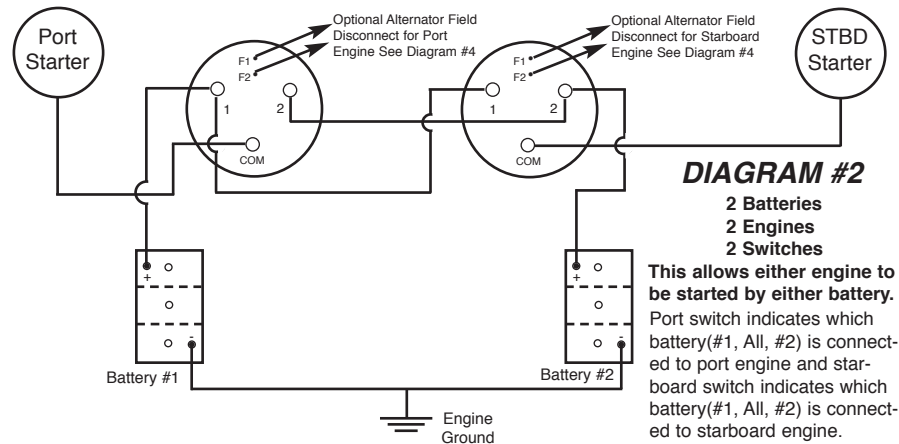 Port
Starter
Optional Alternator Field
Disconnect for Port
Engine See Diagram #4
F1
F2
1
2
COM
Optional Alternator Field
Disconnect for Starboard
Engine See Diagram #4
F1
F2
1
2
COM
STBD
Starter
DIAGRAM #2
2 Batteries
2 Engines
2 Switches
This allows either engine to
be started by either battery.
Port switch indicates which
battery(#1, All, #2) is connect-
ed to port engine and star-
board switch indicates which
battery(#1, All, #2) is connect-
ed to starboard engine.
+
-
Battery #1
+
-
Battery #2
Engine
Ground